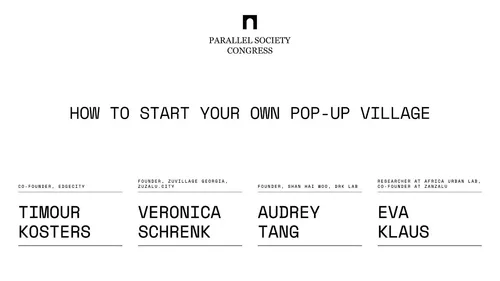 PARALLEL SOCIETY
CONGRESS
HOW TO START YOUR OWN POP-UP VILLAGE
CO-FOUNDER, EDGECITY
TIMOUR
KOSTERS
FOUNDER, ZUVILLAGE GEORGIA,
ZUZALU.CITY
VERONICA
SCHRENK
FOUNDER, SHAN HAI WOO, DRK LAB
AUDREY
TANG
RESEARCHER AT AFRICA URBAN LAB,
CO-FOUNDER AT ZANZALU
EVA
KLAUS